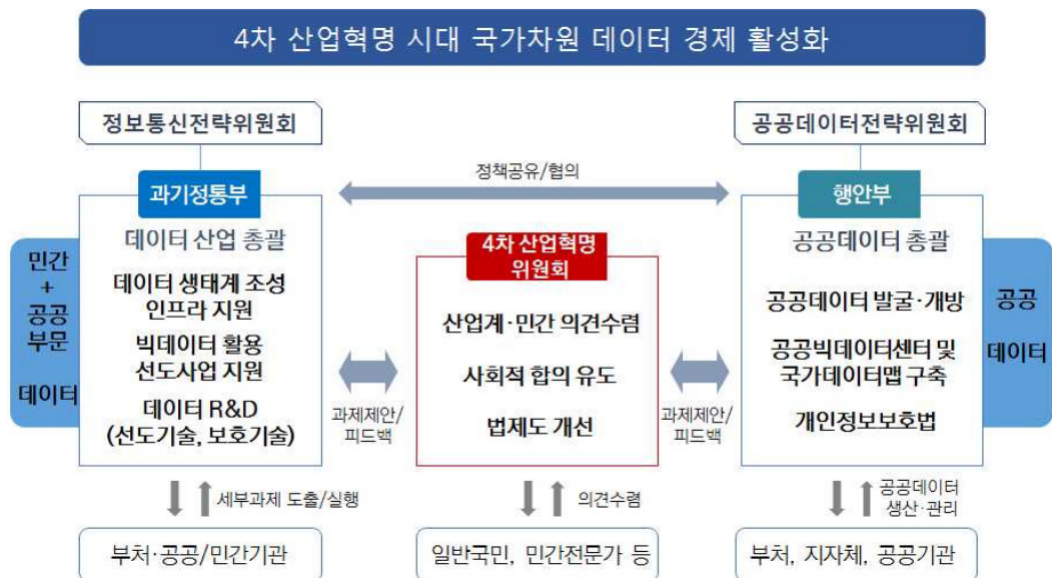 4차 산업혁명 시대 국가차원 데이터 경제 활성화
정보통신전략위원회
공공데이터전략위원회
과기정통부
정책공유/협의
행안부
민간
+
공공
부문
데이터
데이터 산업 총괄
데이터 생태계 조성
인프라 지원
빅데이터 활용
선도사업 지원
데이터 R&D
(선도기술, 보호기술)
과제제안/
피드백
4차 산업혁명
위원회
산업계·민간 의견수렴
사회적 합의 유도
법제도 개선
과제제안/
피드백
공공데이터 총괄
공공데이터 발굴·개방
공공빅데이터센터 및
국가데이터맵 구축
개인정보보호법
공공
데이터
세부과제 도출/실행
의견수렴
공공데이터
생산·관리
부처·공공/민간기관
일반국민, 민간전문가 등
부처, 지자체, 공공기관